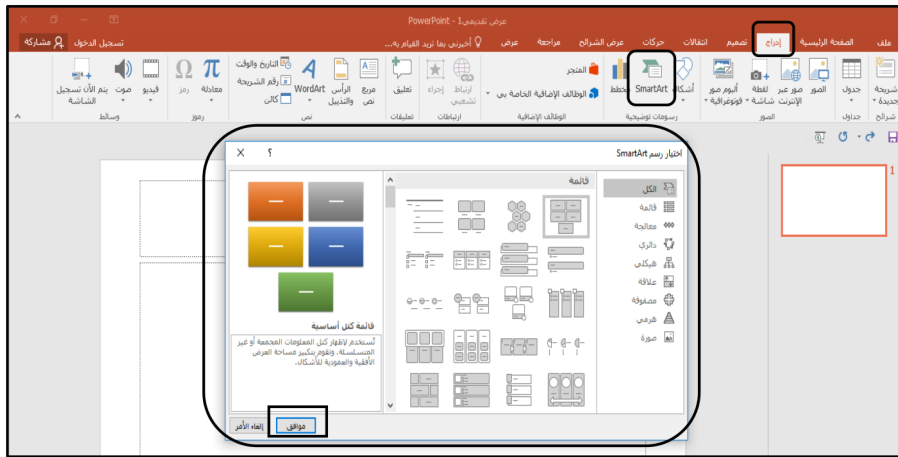 عرض تقديمي1 - PowerPoint
ملف الصفحة الرئيسية إدراج تصميم انتقالات حركات عرض الشرائح مراجعة عرض أخبرني بما تريد القيام به... تسجيل الدخول مشاركة
شريحة جديدة
جدول
الصور
صور عبر الإنترنت
لقطة شاشة
ألبوم صور فوتوغرافية
أشكال
SmartArt
مخطط
المتجر
الوظائف الإضافية الخاصة بي
ارتباط تشعبي
إجراء
تعليق
مربع نص
الرأس والتذييل
WordArt
التاريخ والوقت
رقم الشريحة
كائن
معادلة
رمز
فيديو
صوت
يتم الآن تسجيل الشاشة
شرائح جداول الصور رسومات توضيحية الوظائف الإضافية ارتباطات تعليقات نص رموز وسائط
1
اختيار رسم SmartArt
؟ X
الكل
قائمة
معالجة
دائري
هيكلي
علاقة
مصفوفة
هرمي
صورة
قائمة
قائمة كتل أساسية
تُستخدم لإظهار كتل المعلومات المجمعة أو غير
المتسلسلة. وتقوم بتكبير مساحة العرض
الأفقية والعمودية للأشكال.
موافق
إلغاء الأمر